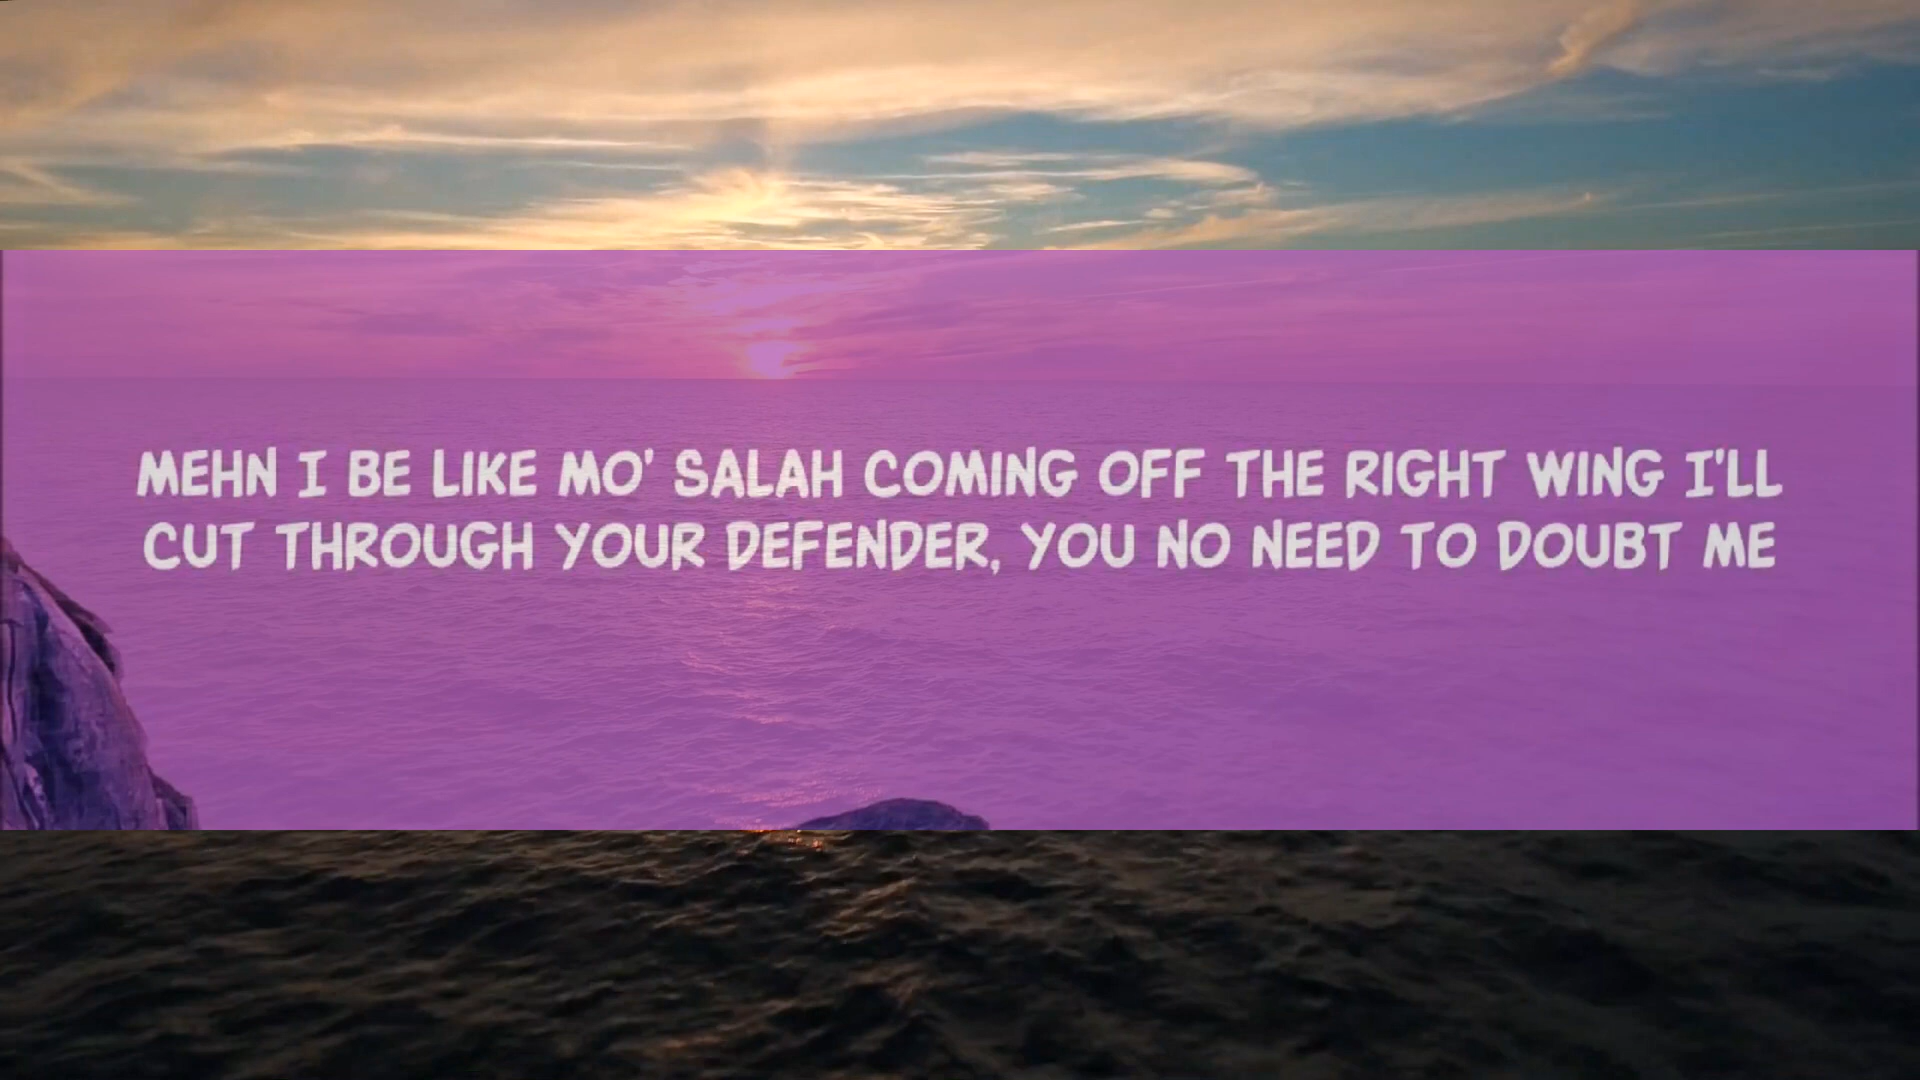 MEHN I BE LIKE MO' SALAH COMING OFF THE RIGHT WING I'LL
CUT THROUGH YOUR DEFENDER, YOU NO NEED TO DOUBT ME